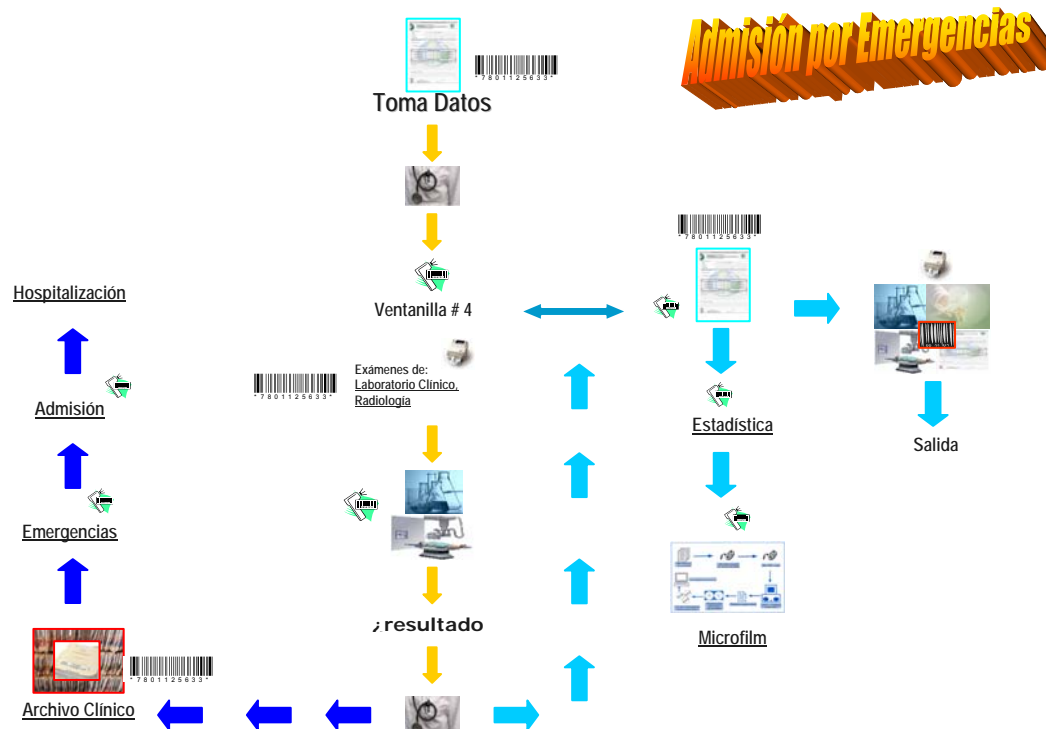 Admisión por Emergencias
*7801125633*
Toma Datos
*7801125633*
Hospitalización
Ventanilla # 4
Exámenes de:
Laboratorio Clínico,
Radiología
*7801125633*
Admisión
Estadística
Salida
Emergencias
¿resultado
Microfilm
*7801125633*
Archivo Clínico